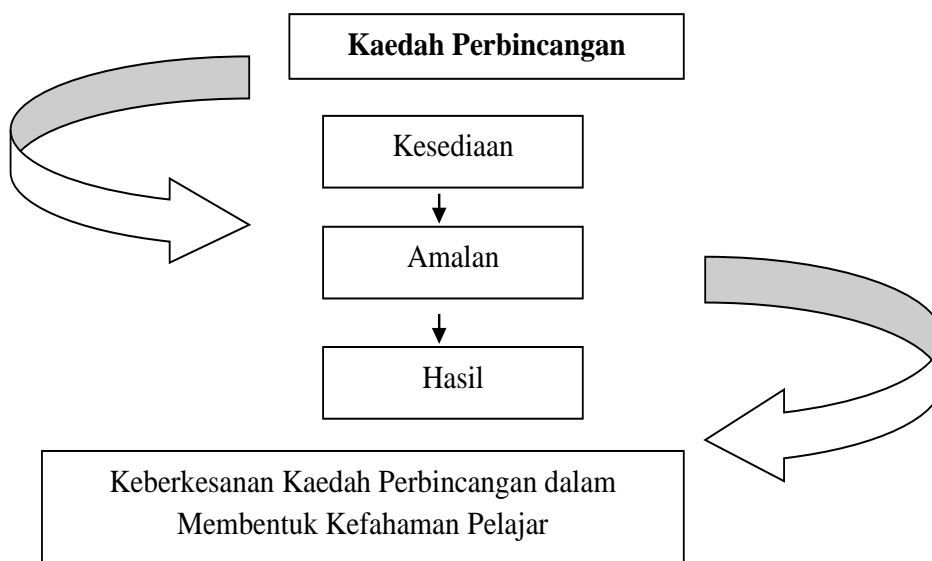 Kaedah Perbincangan
Kesediaan
Amalan
Hasil
Keberkesanan Kaedah Perbincangan dalam
Membentuk Kefahaman Pelajar